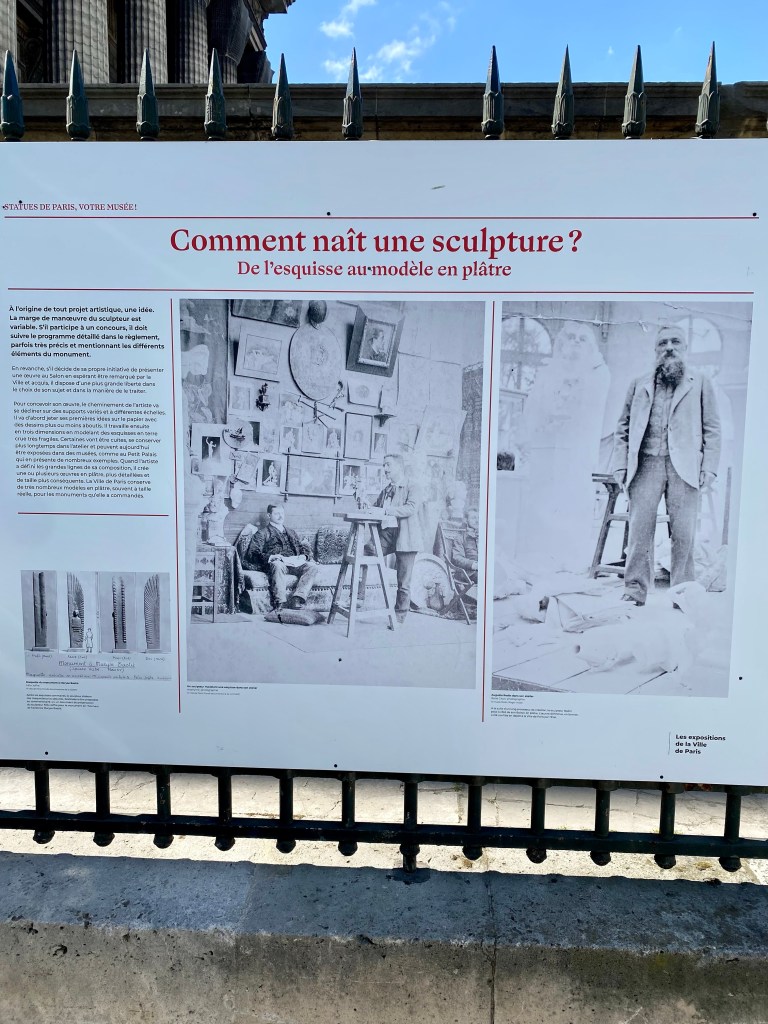 STATUES DE PARIS, VOTRE MUSÉE !
Comment naît une sculpture ?
De l’esquisse au modèle en plâtre
À l’origine de tout projet artistique, une idée.
La marge de manœuvre du sculpteur est
variable. S’il participe à un concours, il doit
suivre le programme détaillé dans le règlement,
parfois très précis et mentionnant les différents
éléments du monument.
En revanche, s’il décide de sa propre initiative de présenter
une œuvre au Salon en espérant être remarqué par la
Ville et acquis, il dispose d’une plus grande liberté dans
le choix de son sujet et dans la manière de le traiter.
Pour concevoir son œuvre, le cheminement de l’artiste va
se décliner sur des supports variés et à différentes échelles.
Il va d’abord jeter ses premières idées sur le papier avec
des dessins plus ou moins aboutis. Il travaille ensuite
en trois dimensions en modelant des esquisses en terre
crue très fragiles. Certaines vont être cuites, se conserver
plus longtemps dans l’atelier et peuvent aujourd’hui
être exposées dans des musées, comme au Petit Palais
qui en présente de nombreux exemples. Quand l’artiste
a défini les grandes lignes de sa composition, il crée
une ou plusieurs œuvres en plâtre, plus détaillées et
de taille plus conséquente. La Ville de Paris conserve
de très nombreux modèles en plâtre, souvent à taille
réelle, pour les monuments qu’elle a commandés.
Les expositions
de la Ville
de Paris